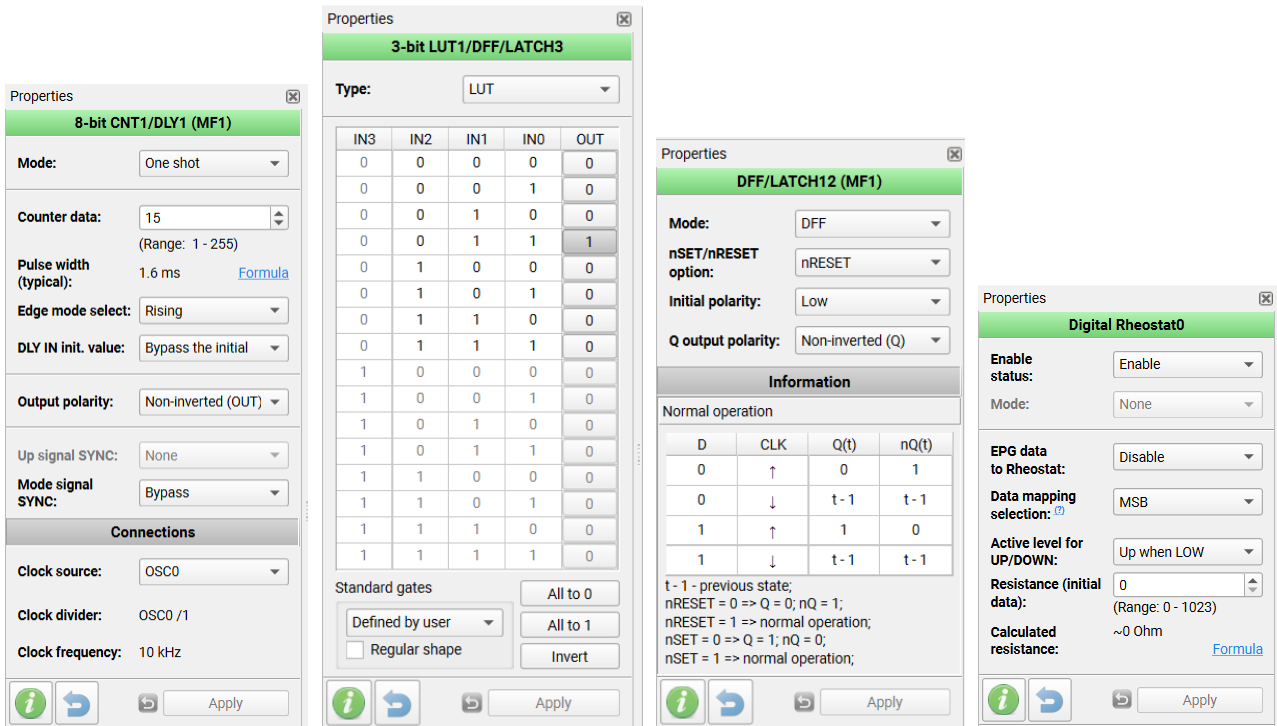 Properties
8-bit CNT1/DLY1 (MF1)
Mode: One shot
Counter data: 15
(Range: 1 - 255)
Pulse width
(typical): 1.6 ms Formula
Edge mode select: Rising
DLY IN init. value: Bypass the initial
Output polarity: Non-inverted (OUT)
Up signal SYNC: None
Mode signal
SYNC: Bypass
Connections
Clock source: OSC0
Clock divider: OSC0 /1
Clock frequency: 10 kHz
Apply
Properties
3-bit LUT1/DFF/LATCH3
Type: LUT
IN3 IN2 IN1 IN0 OUT
0 0 0 0 0
0 0 0 1 0
0 0 1 0 0
0 0 1 1 1
0 1 0 0 0
0 1 0 1 0
0 1 1 0 0
0 1 1 1 0
1 0 0 0 0
1 0 0 1 0
1 0 1 0 0
1 0 1 1 0
1 1 0 0 0
1 1 0 1 0
1 1 1 0 0
1 1 1 1 0
Standard gates
All to 0
Defined by user
All to 1
Regular shape
Invert
Apply
Properties
DFF/LATCH12 (MF1)
Mode: DFF
nSET/nRESET
option: nRESET
Initial polarity: Low
Q output polarity: Non-inverted (Q)
Information
Normal operation
D CLK Q(t) nQ(t)
0 ↑ 0 1
0 ↓ t - 1 t - 1
1 ↑ 1 0
1 ↓ t - 1 t - 1
t - 1 - previous state;
nRESET = 0 => Q = 0; nQ = 1;
nRESET = 1 => normal operation;
nSET = 0 => Q = 1; nQ = 0;
nSET = 1 => normal operation;
Apply
Properties
Digital Rheostat0
Enable
status: Enable
Mode: None
EPG data
to Rheostat: Disable
Data mapping
selection: (?) MSB
Active level for
UP/DOWN: Up when LOW
Resistance (initial
data): 0
(Range: 0 - 1023)
Calculated
resistance: ~0 Ohm
Formula
Apply